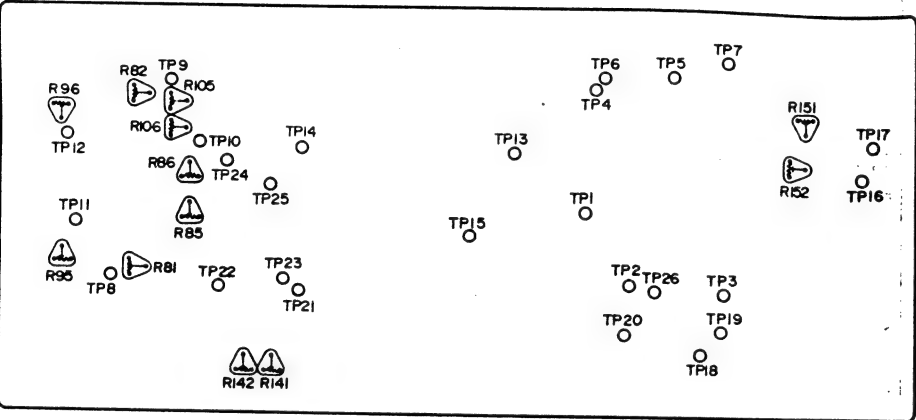 TP7
TP9
TP6
TP5
R82
R105
R96
TP4
R151
R106
TP14
TP17
TP12
TP10
TP13
R86
TP24
TP25
R152
TP16
TP11
TP1
R85
TP15
R95
R81
TP22
TP23
TP2
TP26
TP3
TP8
TP21
TP20
TP19
TP18
R142
R141